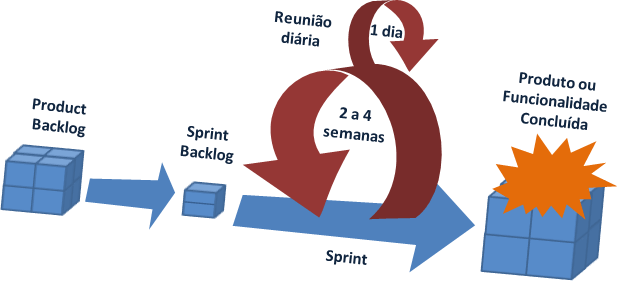 Product
Backlog
Sprint
Backlog
Reunião
diária
1 dia
2 a 4
semanas
Sprint
Produto ou
Funcionalidade
Concluída